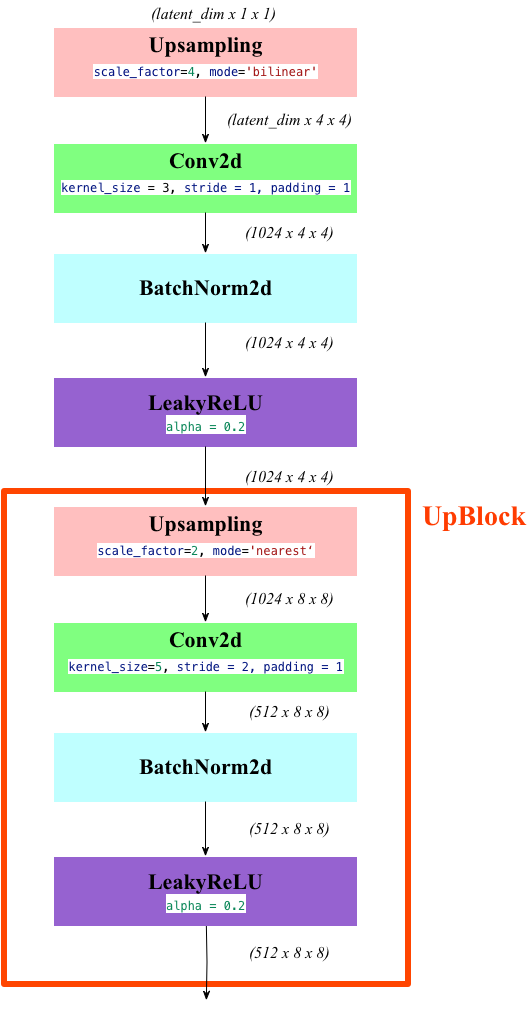 (latent_dim x 1 x 1)
Upsampling
scale_factor=4, mode='bilinear'
(latent_dim x 4 x 4)
Conv2d
kernel_size = 3, stride = 1, padding = 1
(1024 x 4 x 4)
BatchNorm2d
(1024 x 4 x 4)
LeakyReLU
alpha = 0.2
(1024 x 4 x 4)
UpBlock
Upsampling
scale_factor=2, mode='nearest‘
(1024 x 8 x 8)
Conv2d
kernel_size=5, stride = 2, padding = 1
(512 x 8 x 8)
BatchNorm2d
(512 x 8 x 8)
LeakyReLU
alpha = 0.2
(512 x 8 x 8)